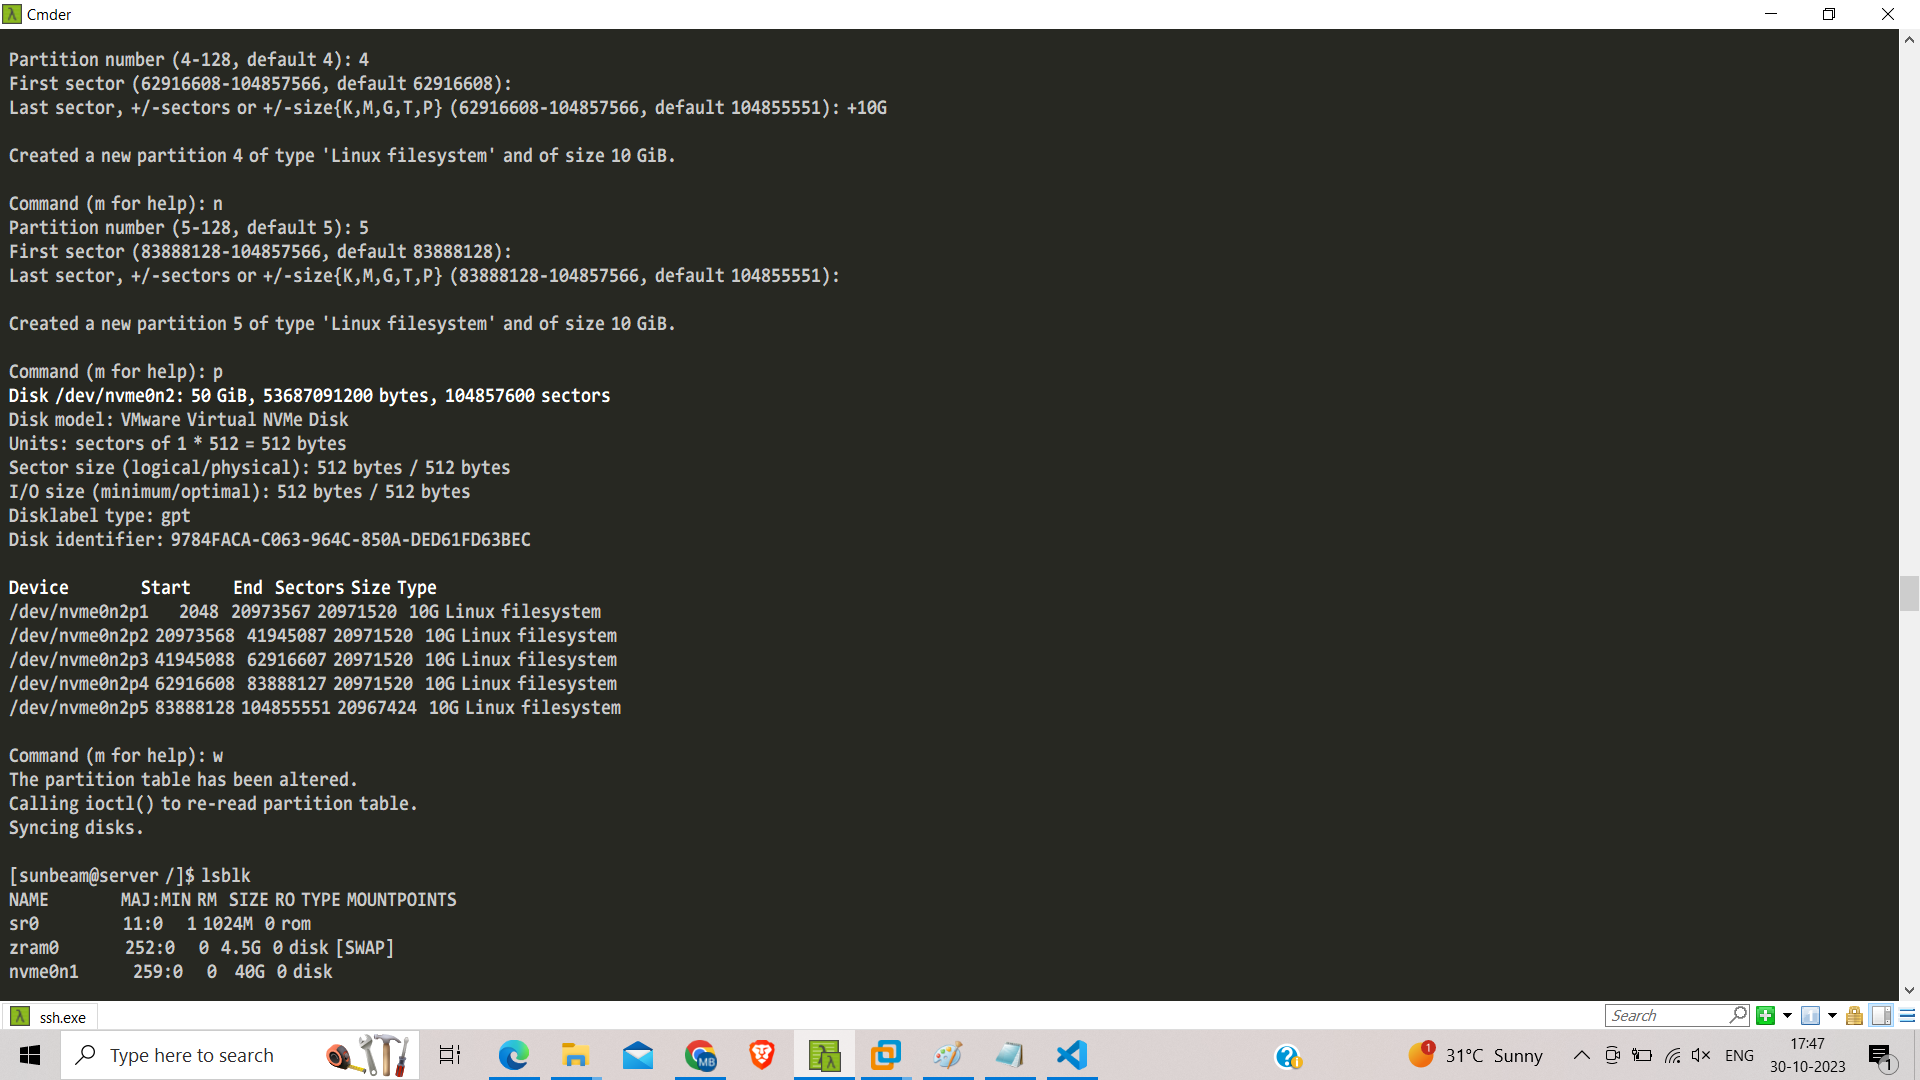 Cmder
Partition number (4-128, default 4): 4
First sector (62916608-104857566, default 62916608):
Last sector, +/-sectors or +/-size{K,M,G,T,P} (62916608-104857566, default 104855551): +10G
Created a new partition 4 of type 'Linux filesystem' and of size 10 GiB.
Command (m for help): n
Partition number (5-128, default 5): 5
First sector (83888128-104857566, default 83888128):
Last sector, +/-sectors or +/-size{K,M,G,T,P} (83888128-104857566, default 104855551):
Created a new partition 5 of type 'Linux filesystem' and of size 10 GiB.
Command (m for help): p
Disk /dev/nvme0n2: 50 GiB, 53687091200 bytes, 104857600 sectors
Disk model: VMware Virtual NVMe Disk
Units: sectors of 1 * 512 = 512 bytes
Sector size (logical/physical): 512 bytes / 512 bytes
I/O size (minimum/optimal): 512 bytes / 512 bytes
Disklabel type: gpt
Disk identifier: 9784FACA-C063-964C-850A-DED61FD63BEC
Device Start End Sectors Size Type
/dev/nvme0n2p1 2048 20973567 20971520 10G Linux filesystem
/dev/nvme0n2p2 20973568 41945087 20971520 10G Linux filesystem
/dev/nvme0n2p3 41945088 62916607 20971520 10G Linux filesystem
/dev/nvme0n2p4 62916608 83888127 20971520 10G Linux filesystem
/dev/nvme0n2p5 83888128 104855551 20967424 10G Linux filesystem
Command (m for help): w
The partition table has been altered.
Calling ioctl() to re-read partition table.
Syncing disks.
[sunbeam@server /]$ lsblk
NAME MAJ:MIN RM SIZE RO TYPE MOUNTPOINTS
sr0 11:0 1 1024M 0 rom
zram0 252:0 0 4.5G 0 disk [SWAP]
nvme0n1 259:0 0 40G 0 disk
ssh.exe
Search
Type here to search
MB
1
31°C Sunny
ENG
17:47
30-10-2023
1